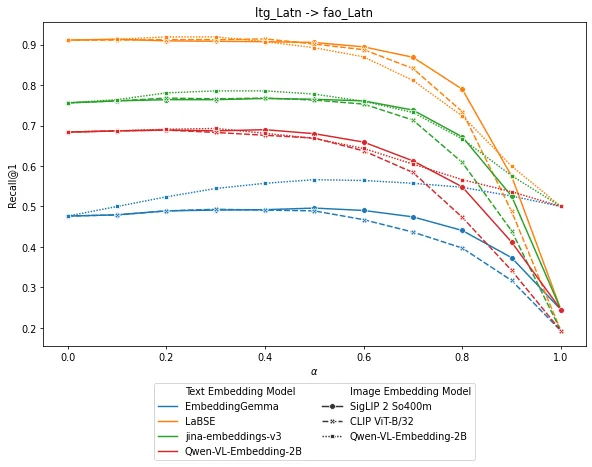 ltg_Latn -> fao_Latn
Recall@1
0.9
0.8
0.7
0.6
0.5
0.4
0.3
0.2
0.0 0.2 0.4 0.6 0.8 1.0
α
Text Embedding Model
EmbeddingGemma
LaBSE
jina-embeddings-v3
Qwen-VL-Embedding-2B
Image Embedding Model
SigLIP 2 So400m
CLIP ViT-B/32
Qwen-VL-Embedding-2B